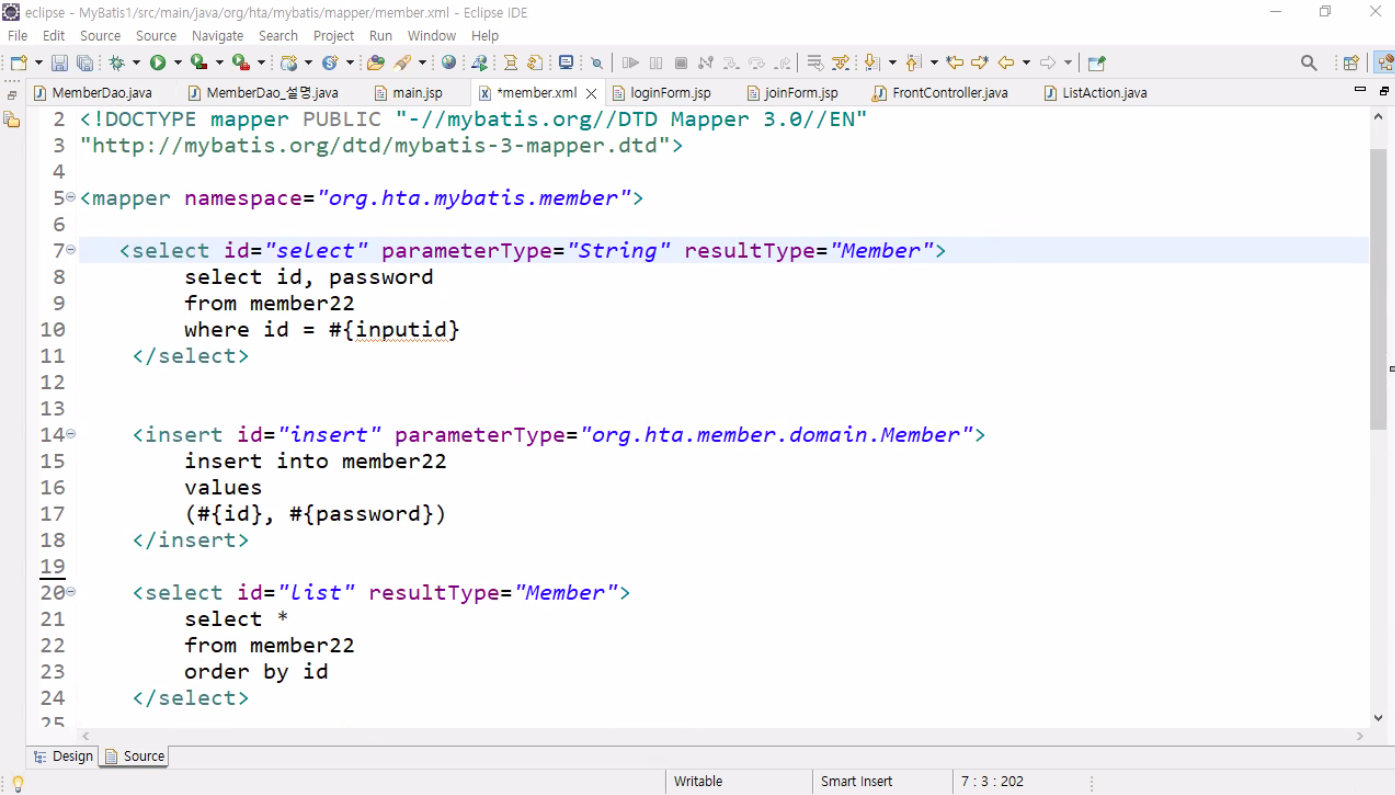 eclipse - MyBatis1/src/main/java/org/hta/mybatis/mapper/member.xml - Eclipse IDE
File Edit Source Source Navigate Search Project Run Window Help
MemberDao.java MemberDao_설명.java main.jsp *member.xml loginForm.jsp joinForm.jsp FrontController.java ListAction.java
2 <!DOCTYPE mapper PUBLIC "-//mybatis.org//DTD Mapper 3.0//EN"
3 "http://mybatis.org/dtd/mybatis-3-mapper.dtd">
4
5 <mapper namespace="org.hta.mybatis.member">
6
7 <select id="select" parameterType="String" resultType="Member">
8 select id, password
9 from member22
10 where id = #{inputid}
11 </select>
12
13
14 <insert id="insert" parameterType="org.hta.member.domain.Member">
15 insert into member22
16 values
17 (#{id}, #{password})
18 </insert>
19
20 <select id="list" resultType="Member">
21 select *
22 from member22
23 order by id
24 </select>
25
Design Source
Writable Smart Insert 7 : 3 : 202